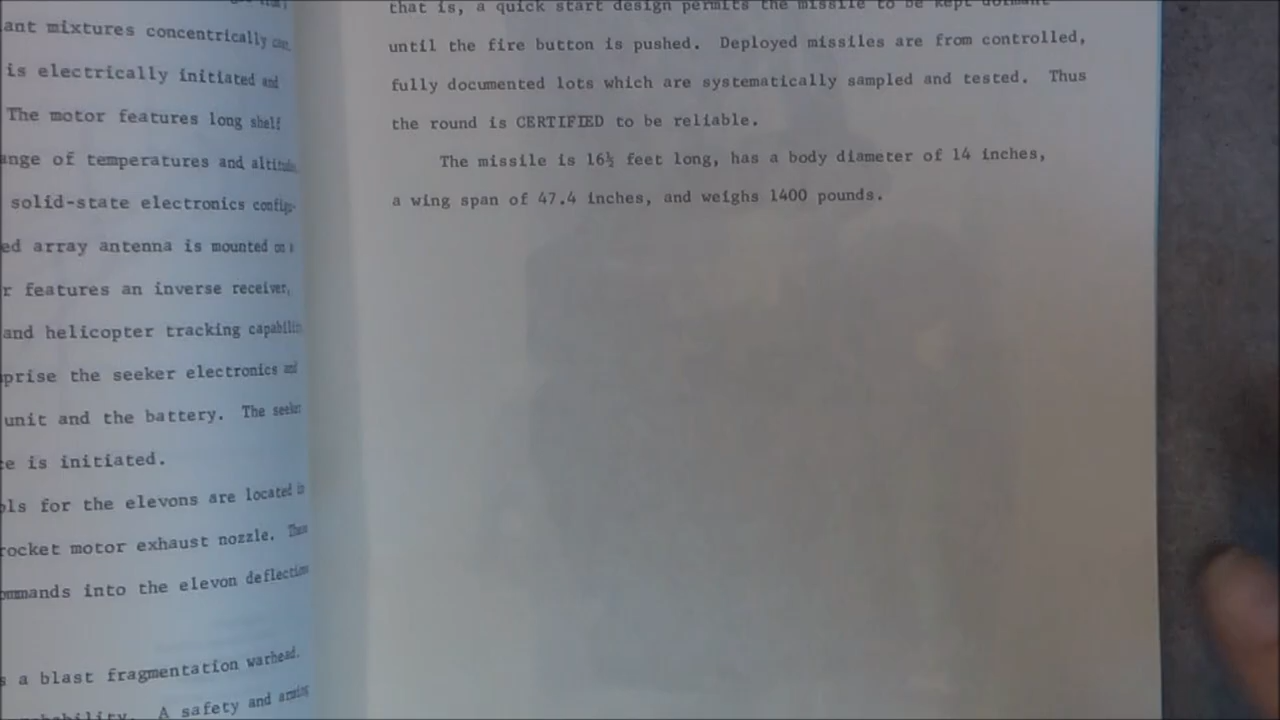 ant mixtures concentrically
is electrically initiated and
The motor features long shelf
ange of temperatures and
solid-state electronics
ed array antenna is mounted on a
r features an inverse receiver,
and helicopter tracking
prise the seeker electronics and
unit and the battery. The seeker
e is initiated.
ols for the elevons are located in
rocket motor exhaust nozzle.
ommands into the elevon deflection
s a blast fragmentation warhead.
A safety and arming
that is, a quick start design permits the missile to be kept dormant
until the fire button is pushed. Deployed missiles are from controlled,
fully documented lots which are systematically sampled and tested. Thus
the round is CERTIFIED to be reliable.
The missile is 16½ feet long, has a body diameter of 14 inches,
a wing span of 47.4 inches, and weighs 1400 pounds.